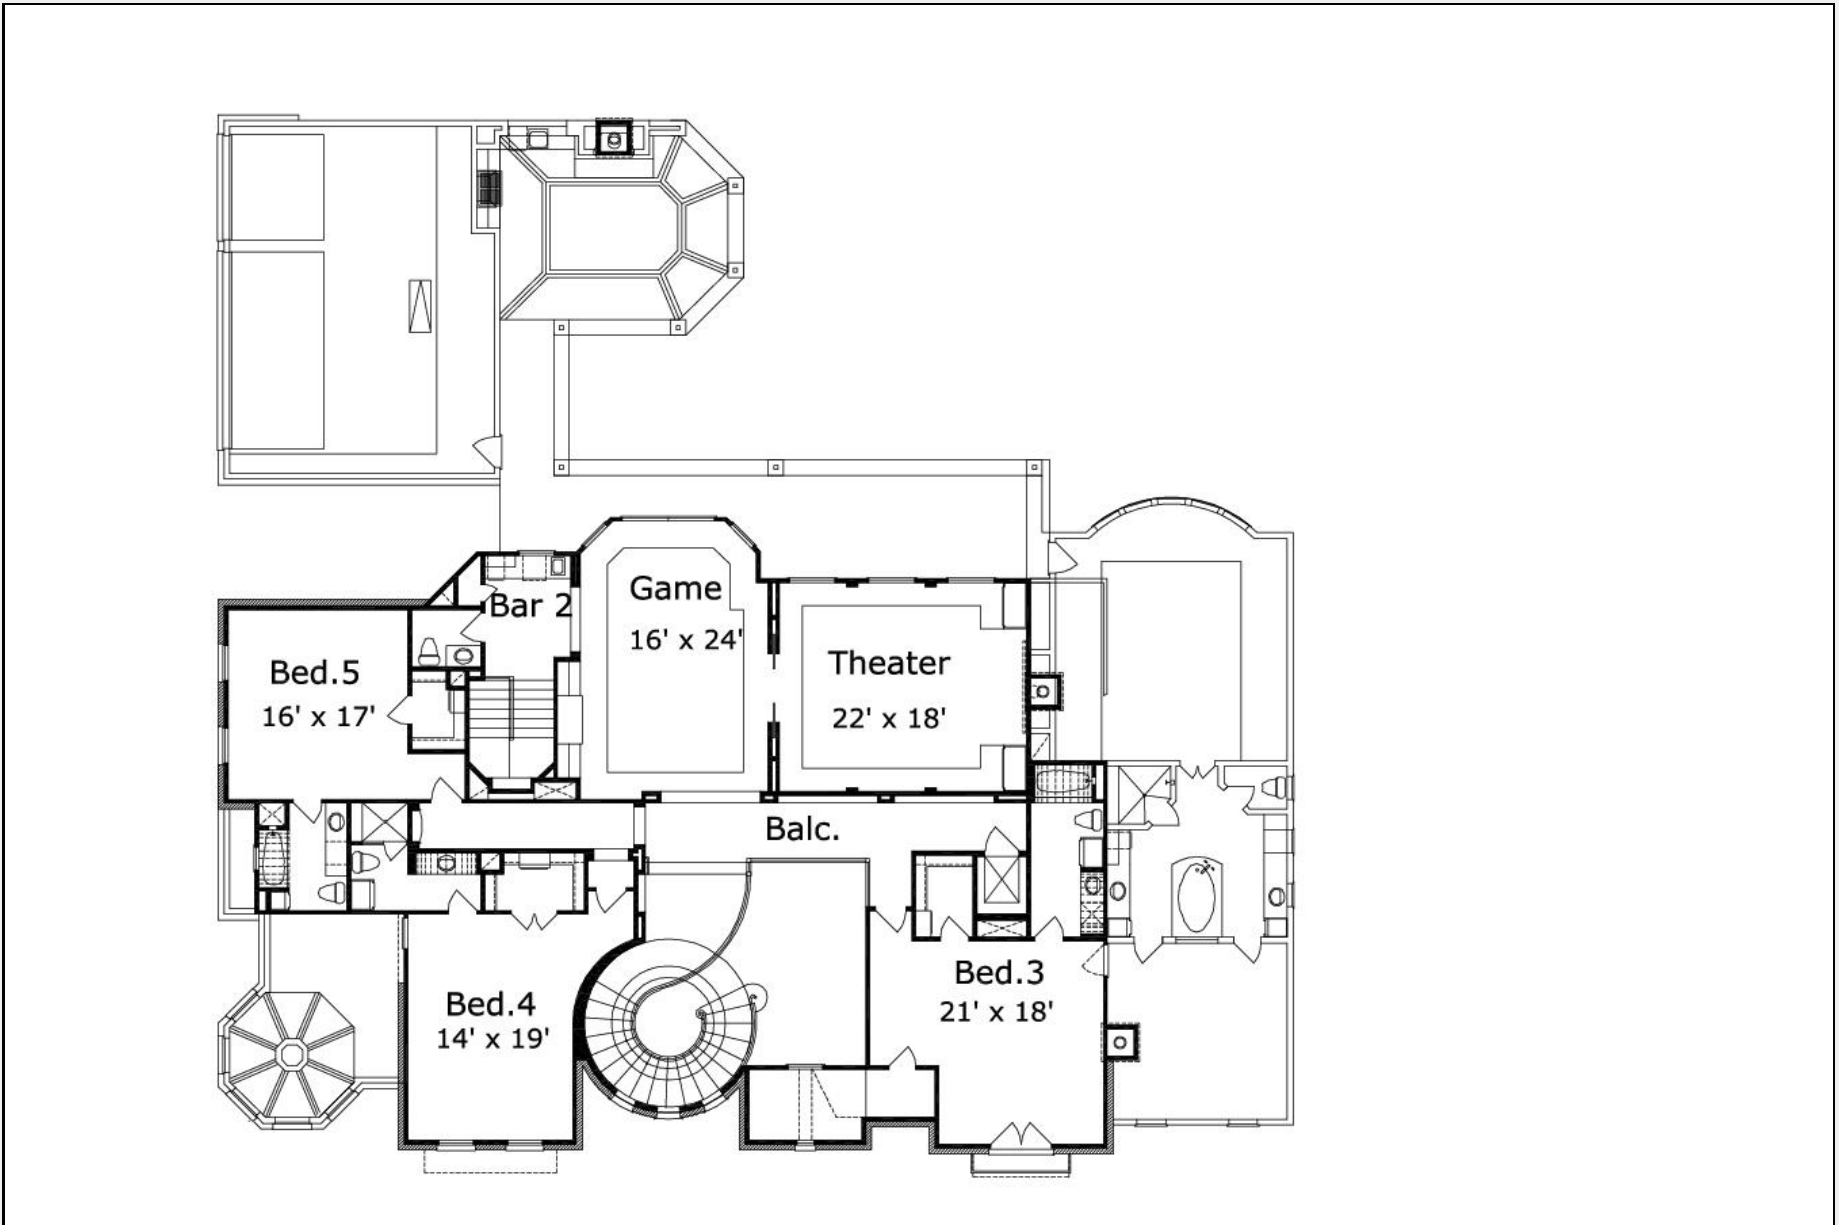 Game
16' x 24'
Bar 2
Theater
22' x 18'
Bed.5
16' x 17'
Balc.
Bed.4
14' x 19'
Bed.3
21' x 18'